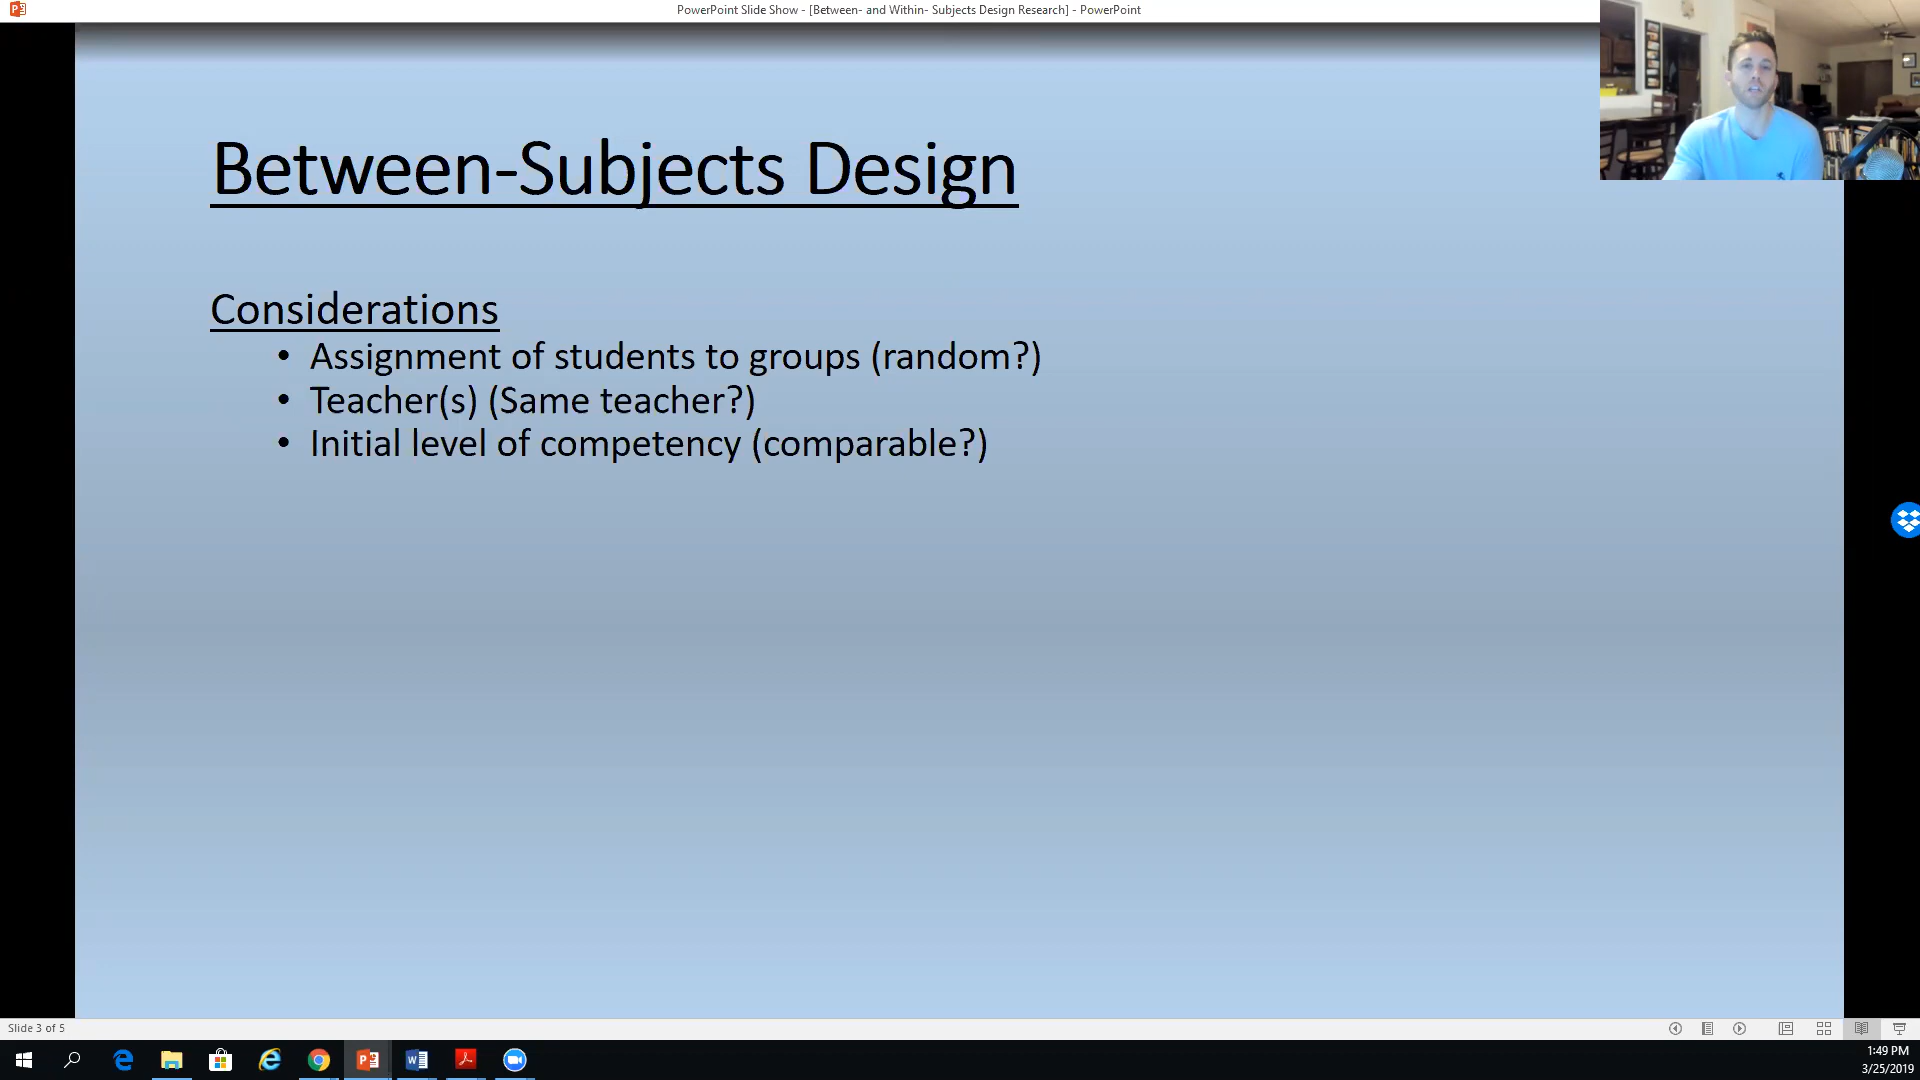 PowerPoint Slide Show - [Between- and Within- Subjects Design Research] - PowerPoint
Between-Subjects Design
Considerations
• Assignment of students to groups (random?)
• Teacher(s) (Same teacher?)
• Initial level of competency (comparable?)
Slide 3 of 5
1:49 PM
3/25/2019